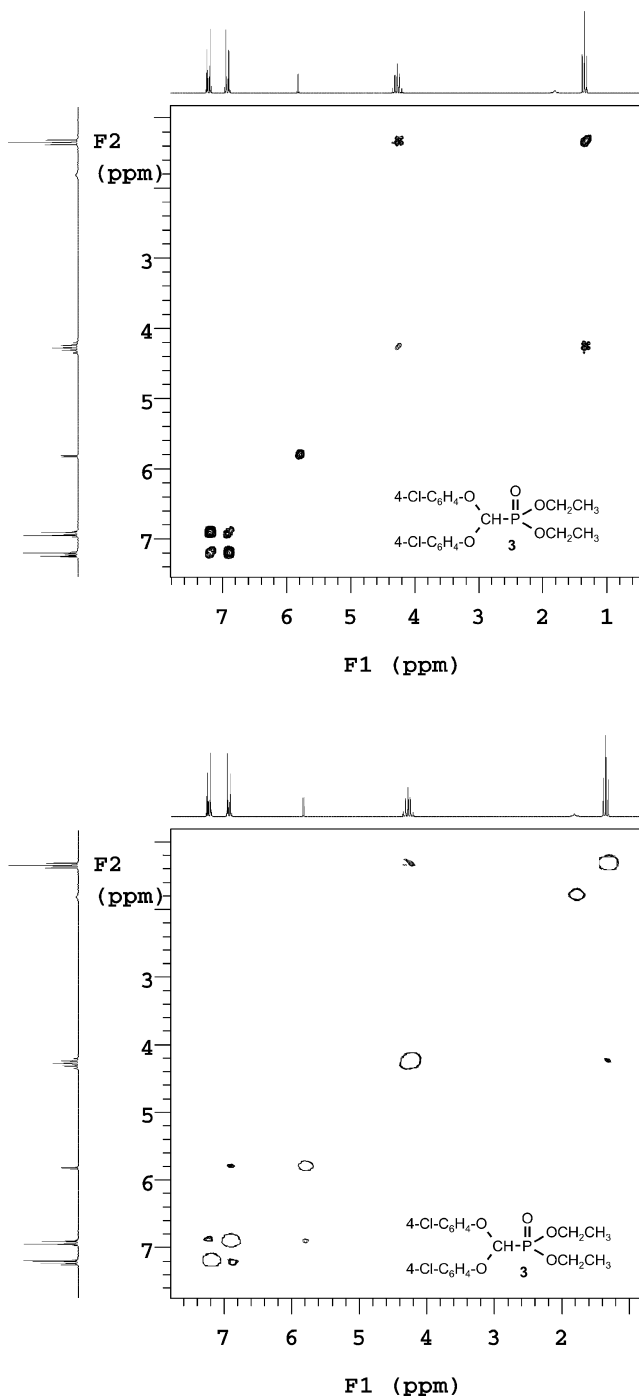 F2
(ppm)
3
4
5
6
7
4-Cl-C6H4-O
O
CH-P
OCH2CH3
4-Cl-C6H4-O
OCH2CH3
3
7 6 5 4 3 2 1
F1 (ppm)
F2
(ppm)
3
4
5
6
7
4-Cl-C6H4-O
O
CH-P
OCH2CH3
4-Cl-C6H4-O
OCH2CH3
3
7 6 5 4 3 2
F1 (ppm)